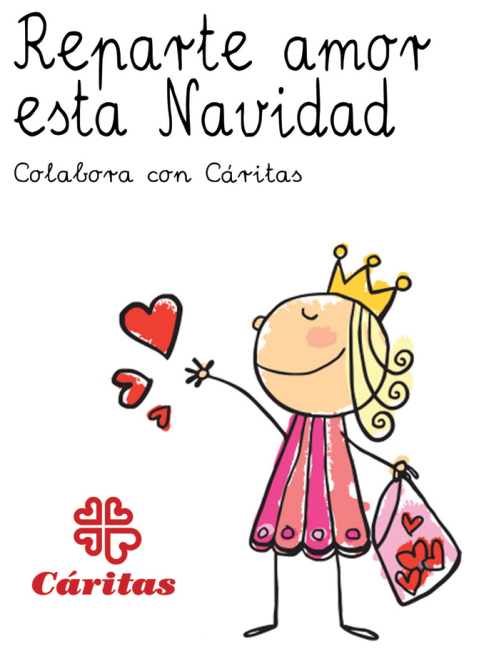 Reparte amor
esta Navidad
Colabora con Cáritas
Cáritas